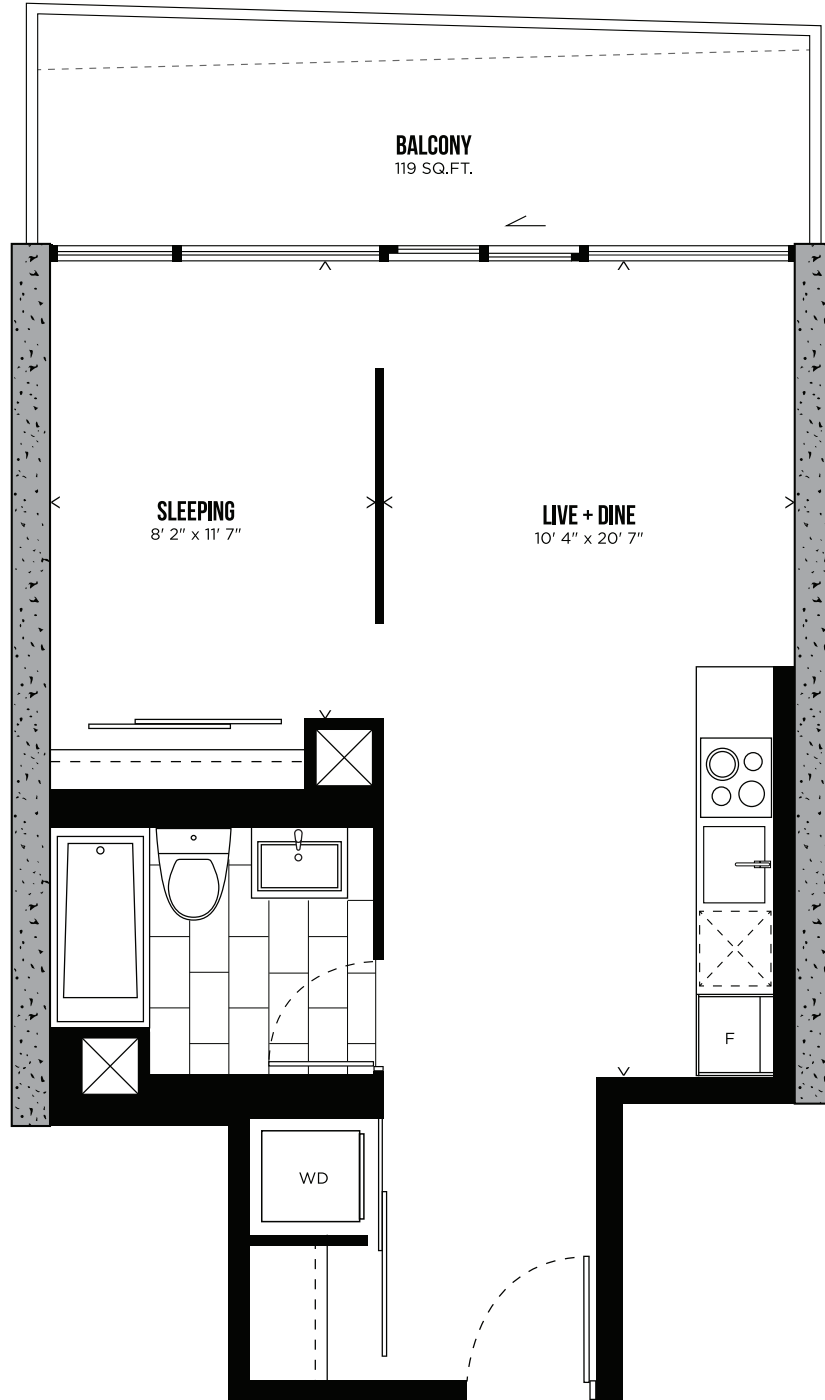 BALCONY
119 SQ.FT.
SLEEPING
8' 2" x 11' 7"
LIVE + DINE
10' 4" x 20' 7"
F
WD